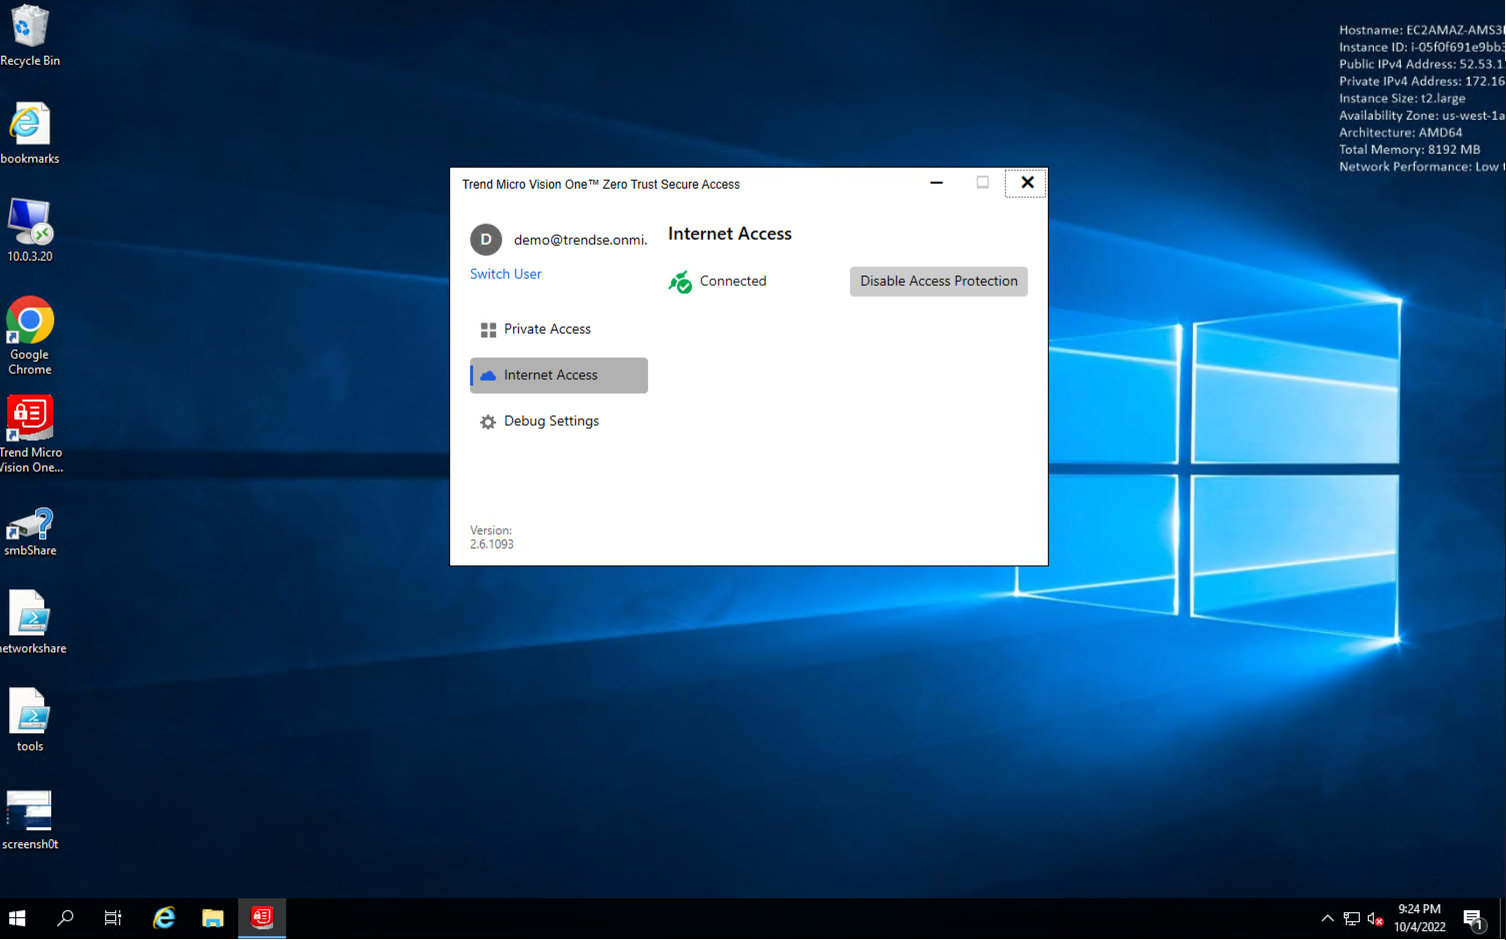 Recycle Bin
bookmarks
10.0.3.20
Google
Chrome
Trend Micro
Vision One...
smbShare
networkshare
tools
screensh0t
Hostname: EC2AMAZ-AMS3
Instance ID: i-05f0f691e9bb3
Public IPv4 Address: 52.53.1
Private IPv4 Address: 172.16
Instance Size: t2.large
Availability Zone: us-west-1a
Architecture: AMD64
Total Memory: 8192 MB
Network Performance: Low
Trend Micro Vision One™ Zero Trust Secure Access
D
demo@trendse.onmi.
Switch User
Private Access
Internet Access
Debug Settings
Version:
2.6.1093
Internet Access
Connected
Disable Access Protection
9:24 PM
10/4/2022
1